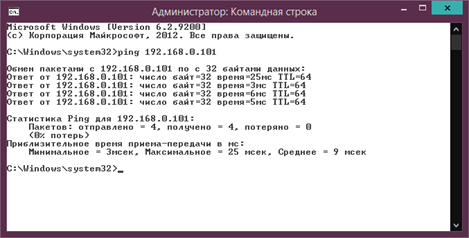 Администратор: Командная строка
Microsoft Windows [Version 6.2.9200]
(c) Корпорация Майкрософт, 2012. Все права защищены.
C:\Windows\system32>ping 192.168.0.101
Обмен пакетами с 192.168.0.101 по с 32 байтами данных:
Ответ от 192.168.0.101: число байт=32 время=25мс TTL=64
Ответ от 192.168.0.101: число байт=32 время=3мс TTL=64
Ответ от 192.168.0.101: число байт=32 время=6мс TTL=64
Ответ от 192.168.0.101: число байт=32 время=5мс TTL=64
Статистика Ping для 192.168.0.101:
Пакетов: отправлено = 4, получено = 4, потеряно = 0
(0% потерь)
Приблизительное время приема-передачи в мс:
Минимальное = 3мсек, Максимальное = 25 мсек, Среднее = 9 мсек
C:\Windows\system32>_